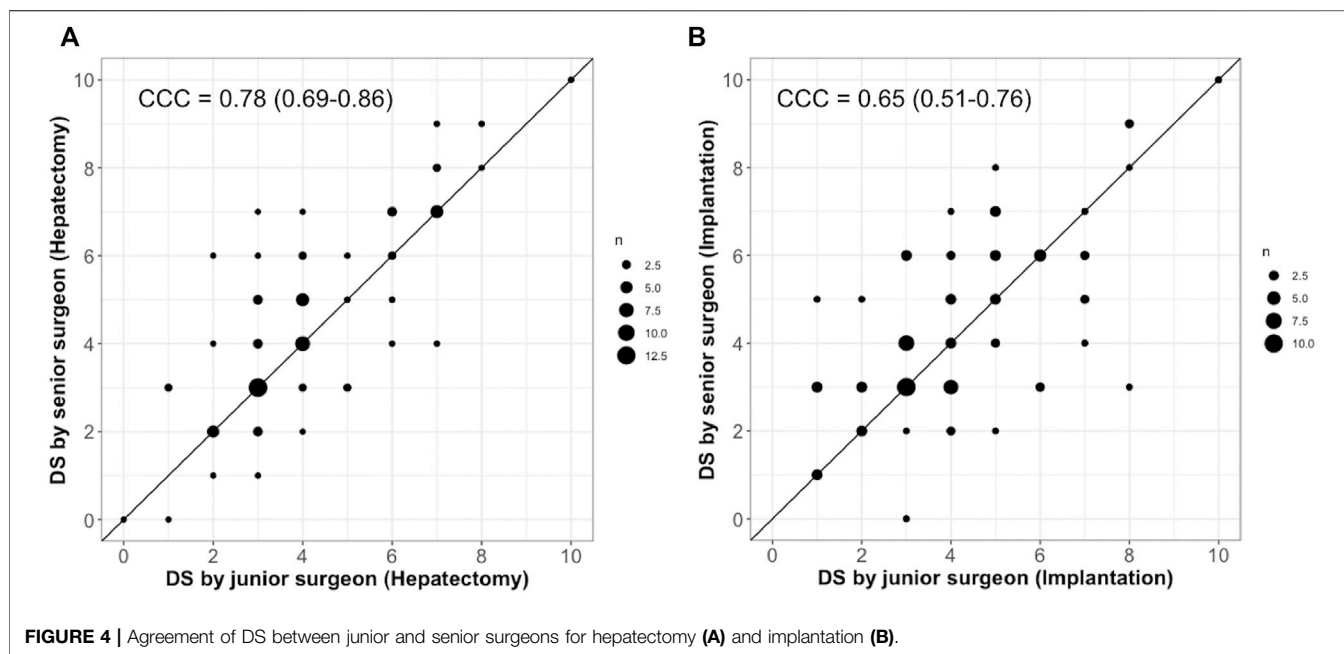 A
CCC = 0.78 (0.69-0.86)
DS by senior surgeon (Hepatectomy)
10
8
6
4
2
0
0 2 4 6 8 10
DS by junior surgeon (Hepatectomy)
n
2.5
5.0
7.5
10.0
12.5
B
CCC = 0.65 (0.51-0.76)
DS by senior surgeon (Implantation)
10
8
6
4
2
0
0 2 4 6 8 10
DS by junior surgeon (Implantation)
n
2.5
5.0
7.5
10.0
FIGURE 4 | Agreement of DS between junior and senior surgeons for hepatectomy (A) and implantation (B).